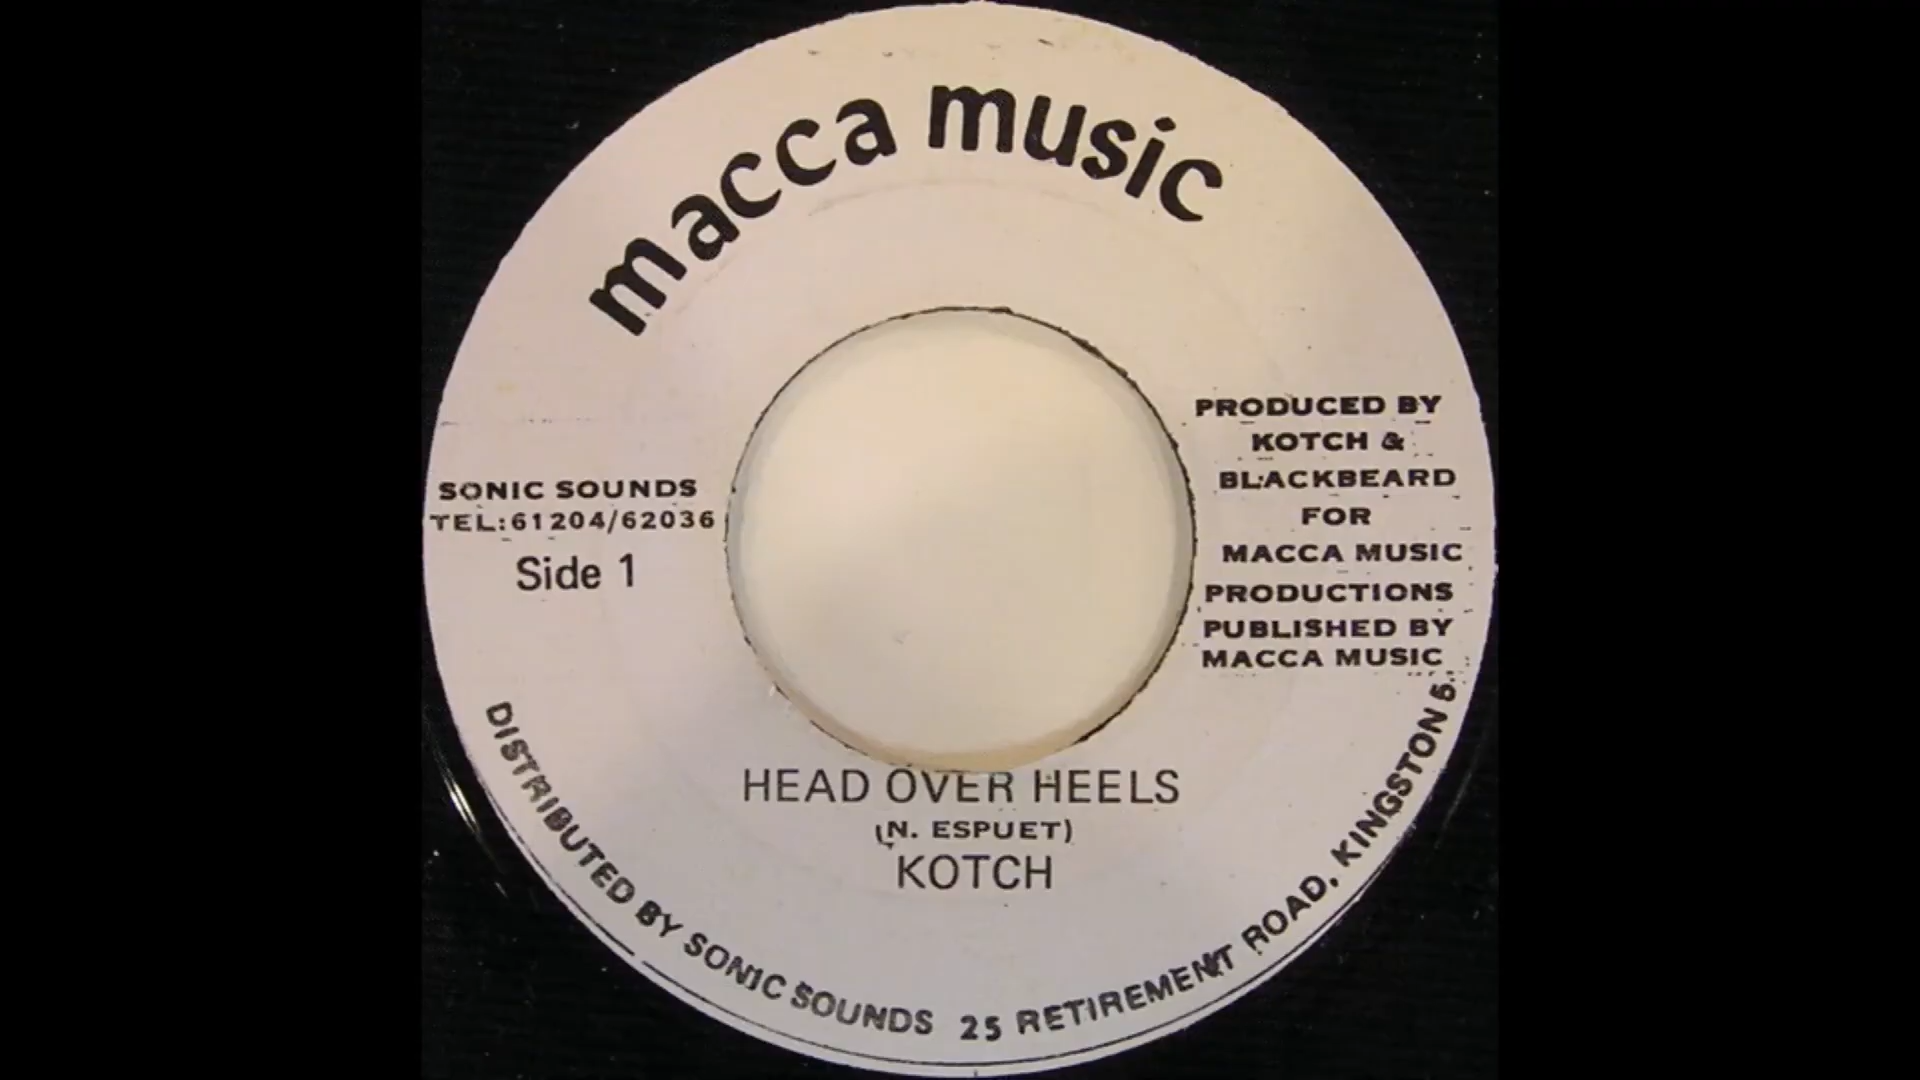 macca music
SONIC SOUNDS
TEL:61204/62036
Side 1
PRODUCED BY
KOTCH &
BLACKBEARD
FOR
MACCA MUSIC
PRODUCTIONS
PUBLISHED BY
MACCA MUSIC
HEAD OVER HEELS
(N. ESPUET)
KOTCH
DISTRIBUTED BY SONIC SOUNDS 25 RETIREMENT ROAD, KINGSTON 5.